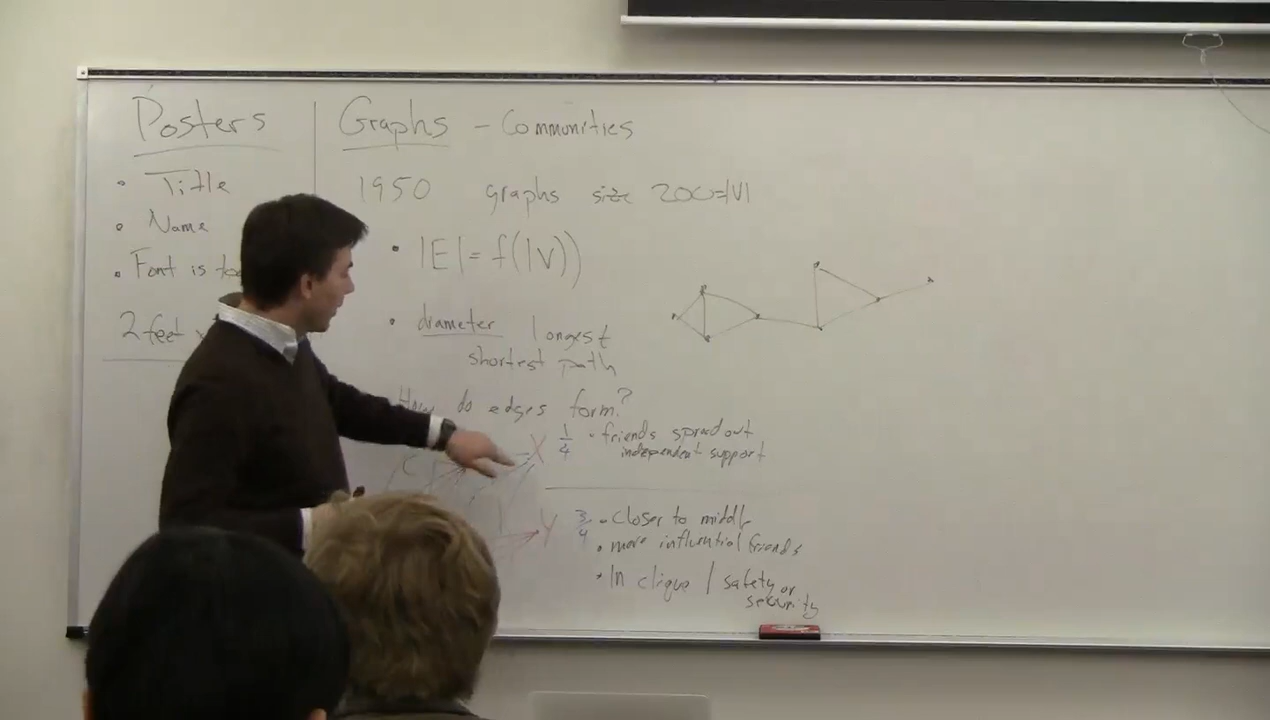 Posters
• Title
• Name
• Font is
2 feet
Graphs - Communities
1950 graphs size 200=|V|
• |E| = f(|V|)
• diameter longest
shortest path
How do edges form?
C
X 1/4 • friends spread out
independent support
Y 3/4 • closer to middle
• more influential friends
• In clique / safety or
security